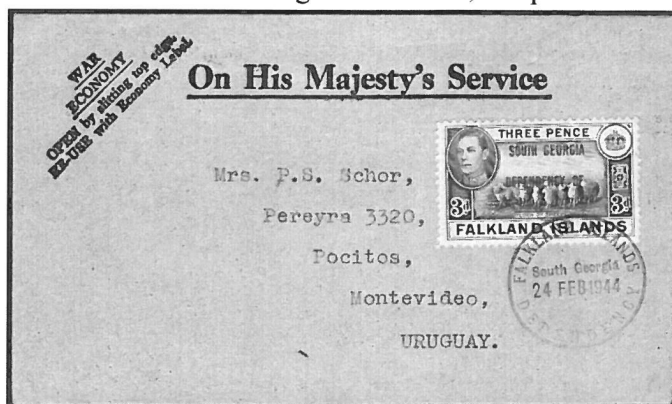 WAR
ECONOMY
OPEN by slitting top edge.
RE-USE with Economy Label.
On His Majesty's Service
THREE PENCE
SOUTH GEORGIA
DEPENDENCY OF
3d 3d
FALKLAND ISLANDS
Mrs. P.S. Schor,
Pereyra 3320,
Pocitos,
Montevideo,
URUGUAY.
FALKLAND ISLANDS
South Georgia
24 FEB 1944
DEPENDENCY